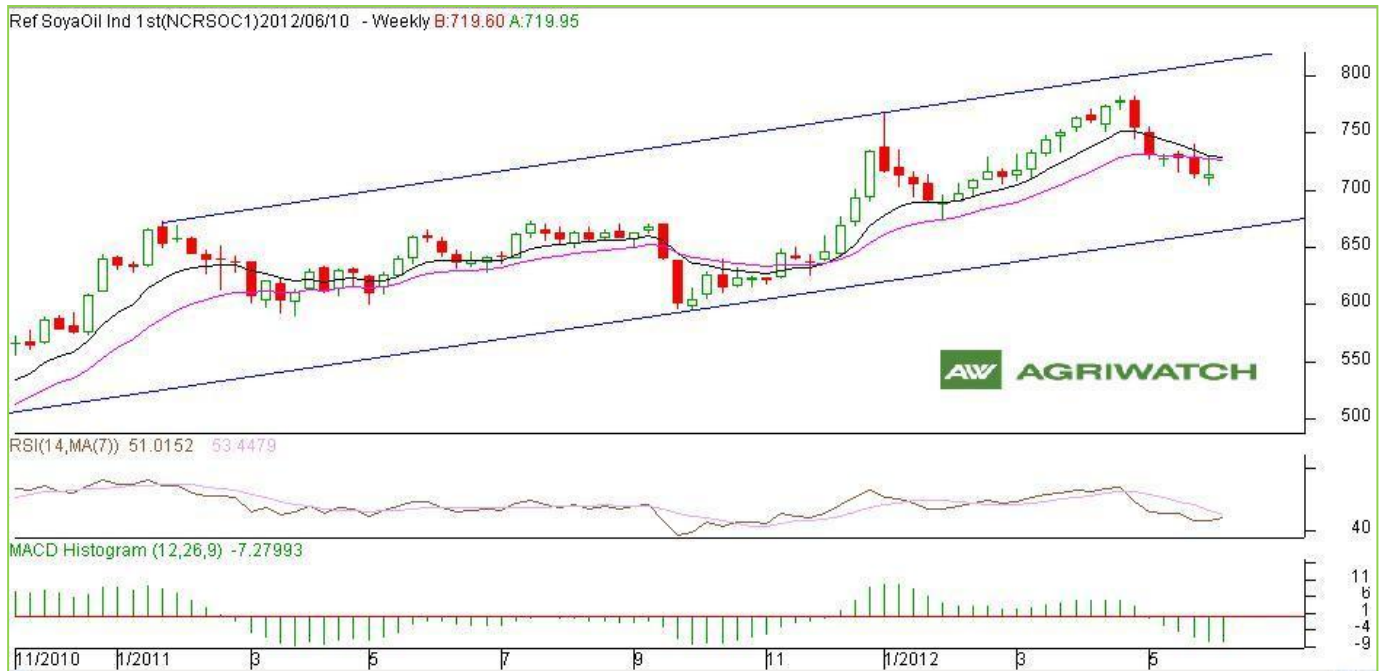 Ref SoyaOil Ind 1st(NCRSOC1)2012/06/10 - Weekly B:719.60 A:719.95
800
750
700
650
600
550
500
AW AGRIWATCH
RSI(14,MA(7)) 51.0152 53.4479
40
MACD Histogram (12,26,9) -7.27993
11
6
1
-4
-9
11/2010 1/2011 3 5 7 9 11 1/2012 3 5